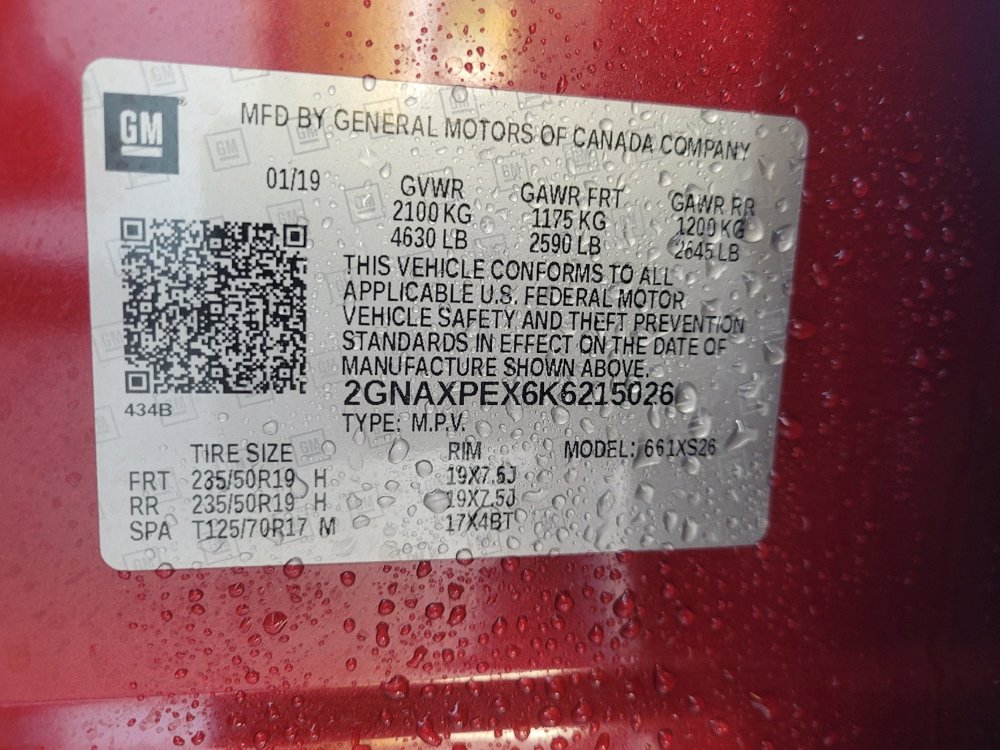 GM
MFD BY GENERAL MOTORS OF CANADA COMPANY
01/19
GVWR GAWR FRT GAWR RR
2100 KG 1175 KG 1200 KG
4630 LB 2590 LB 2645 LB
THIS VEHICLE CONFORMS TO ALL
APPLICABLE U.S. FEDERAL MOTOR
VEHICLE SAFETY AND THEFT PREVENTION
STANDARDS IN EFFECT ON THE DATE OF
MANUFACTURE SHOWN ABOVE.
2GNAXPEX6K6215026
434B
TYPE: M.P.V.
TIRE SIZE RIM MODEL: 661XS26
FRT 235/50R19 H 19X7.5J
RR 235/50R19 H 19X7.5J
SPA T125/70R17 M 17X4BT